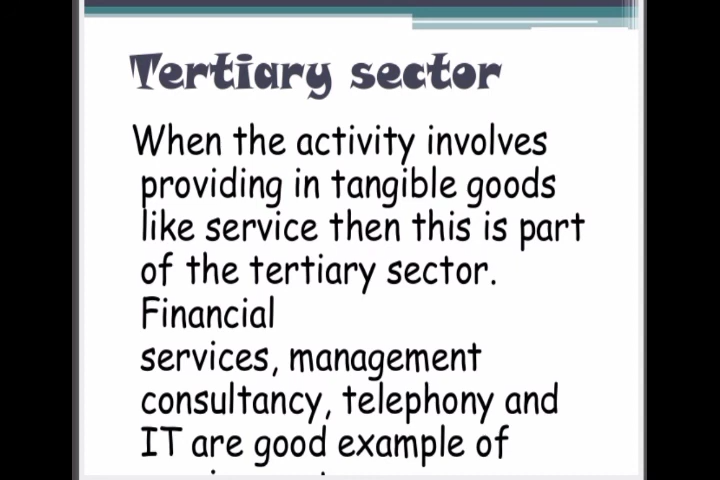 Tertiary sector
When the activity involves
providing in tangible goods
like service then this is part
of the tertiary sector.
Financial
services, management
consultancy, telephony and
IT are good example of